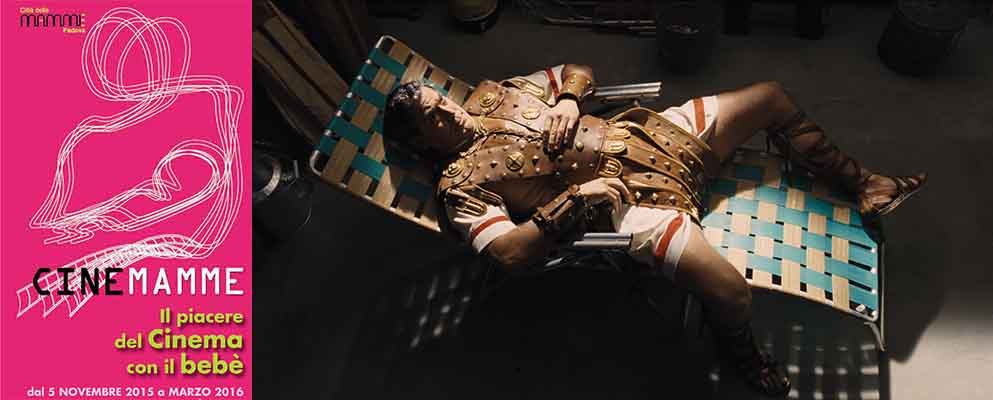 Città delle
MAMME
Padova
CINEMAMME
Il piacere
del Cinema
con il bebè
dal 5 NOVEMBRE 2015 a MARZO 2016